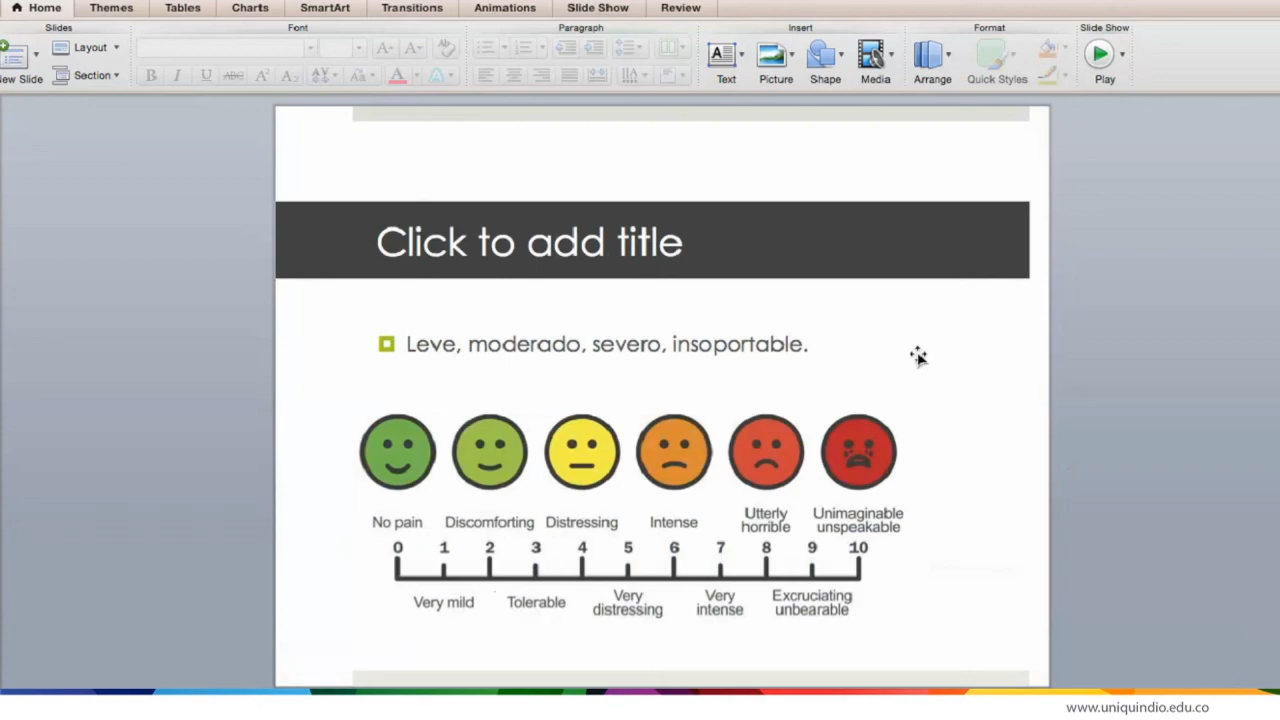 Home Themes Tables Charts SmartArt Transitions Animations Slide Show Review
Slides Font Paragraph Insert Format Slide Show
Layout
New Slide Section Text Picture Shape Media Arrange Quick Styles Play
Click to add title
Leve, moderado, severo, insoportable.
No pain Discomforting Distressing Intense Utterly horrible Unimaginable unspeakable
0 1 2 3 4 5 6 7 8 9 10
Very mild Tolerable Very distressing Very intense Excruciating unbearable
www.uniquindio.edu.co